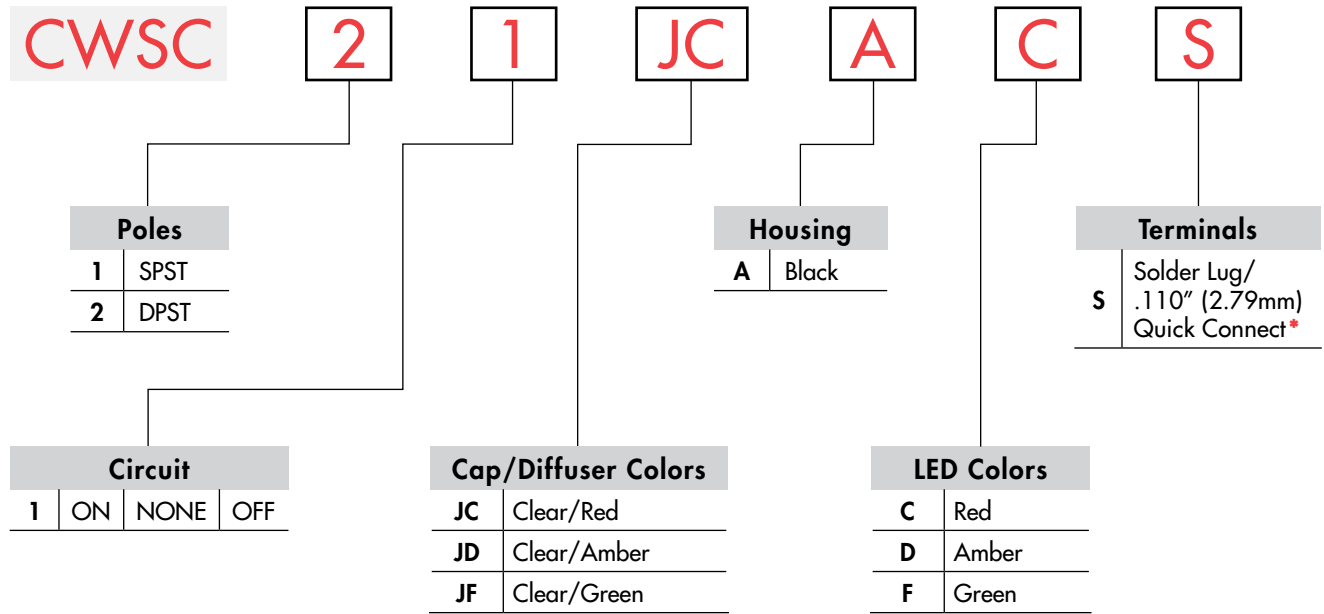 CWSC 2 1 JC A C S
Poles
1 SPST
2 DPST
Housing
A Black
Terminals
S Solder Lug/
.110" (2.79mm)
Quick Connect*
Circuit
1 ON NONE OFF
Cap/Diffuser Colors
JC Clear/Red
JD Clear/Amber
JF Clear/Green
LED Colors
C Red
D Amber
F Green